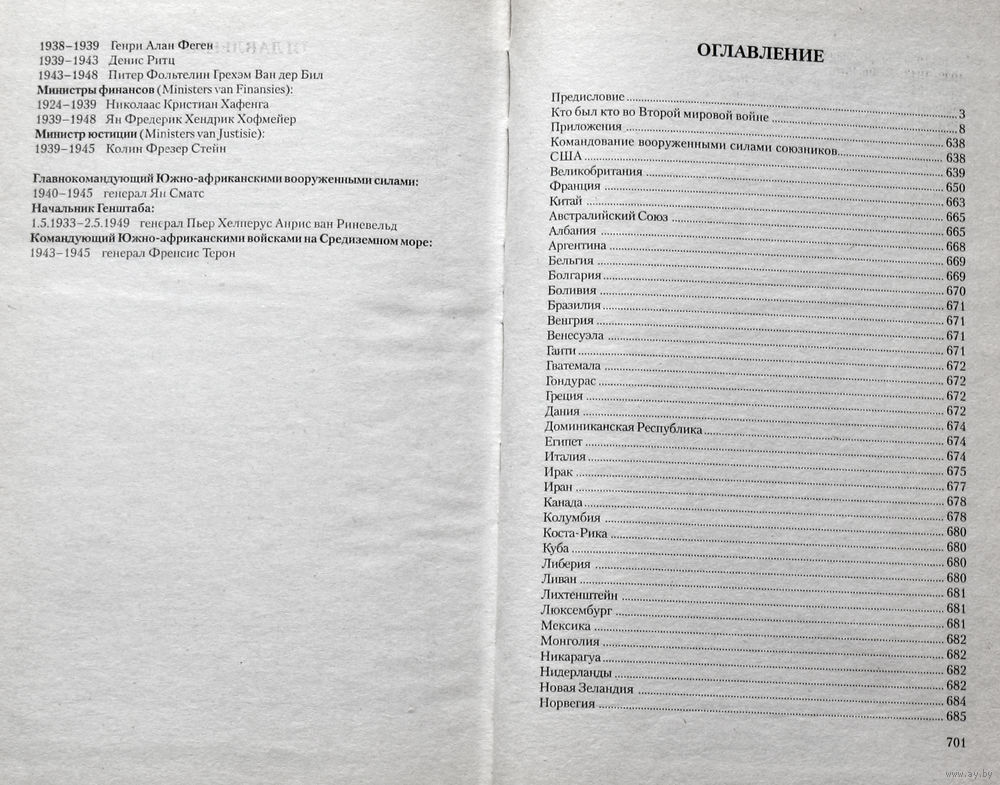 1938–1939 Генри Алан Феген
1939–1943 Денис Ритц
1943–1948 Питер Фольтелин Грехэм Ван дер Бил
Министры финансов (Ministers van Finansies):
1924–1939 Николаас Кристиан Хафенга
1939–1948 Ян Фредерик Хендрик Хофмейер
Министр юстиции (Ministers van Justisie):
1939–1945 Колин Фрезер Стейн
Главнокомандующий Южно-африканскими вооруженными силами:
1940–1945 генерал Ян Сматс
Начальник Генштаба:
1.5.1933–2.5.1949 генерал Пьер Хелперус Анрис ван Риневельд
Командующий Южно-африканскими войсками на Средиземном море:
1943–1945 генерал Френсис Терон
ОГЛАВЛЕНИЕ
Предисловие 3
Кто был кто во Второй мировой войне 8
Приложения 638
Командование вооруженными силами союзников 638
США 639
Великобритания 650
Франция 663
Китай 665
Австралийский Союз 665
Албания 668
Аргентина 669
Бельгия 669
Болгария 670
Боливия 671
Бразилия 671
Венгрия 671
Венесуэла 671
Гаити 672
Гватемала 672
Гондурас 672
Греция 672
Дания 674
Доминиканская Республика 674
Египет 674
Италия 675
Ирак 677
Иран 678
Канада 678
Колумбия 680
Коста-Рика 680
Куба 680
Либерия 680
Ливан 681
Лихтенштейн 681
Люксембург 681
Мексика 682
Монголия 682
Никарагуа 682
Нидерланды 682
Новая Зеландия 684
Норвегия 685
701
www.ay.by